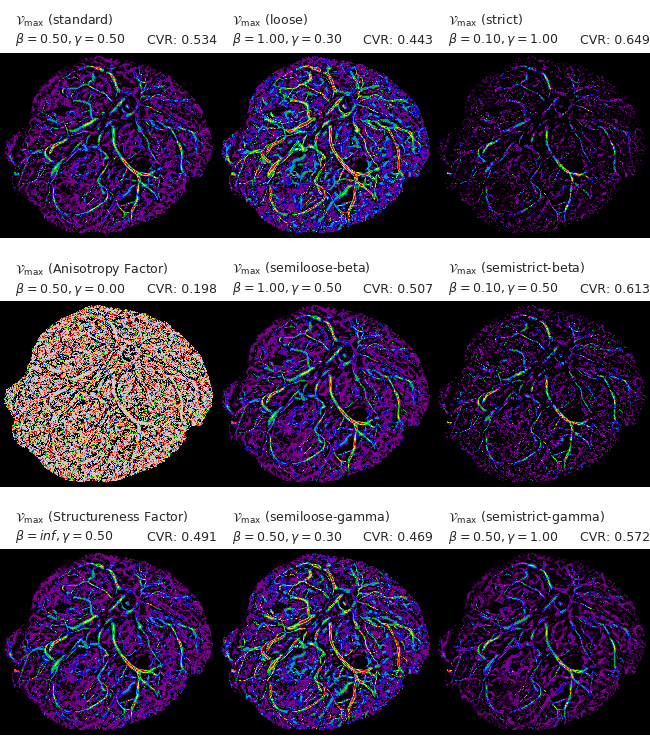 𝒱max (standard)
β = 0.50, γ = 0.50 CVR: 0.534
𝒱max (loose)
β = 1.00, γ = 0.30 CVR: 0.443
𝒱max (strict)
β = 0.10, γ = 1.00 CVR: 0.649
𝒱max (Anisotropy Factor)
β = 0.50, γ = 0.00 CVR: 0.198
𝒱max (semiloose-beta)
β = 1.00, γ = 0.50 CVR: 0.507
𝒱max (semistrict-beta)
β = 0.10, γ = 0.50 CVR: 0.613
𝒱max (Structureness Factor)
β = inf, γ = 0.50 CVR: 0.491
𝒱max (semiloose-gamma)
β = 0.50, γ = 0.30 CVR: 0.469
𝒱max (semistrict-gamma)
β = 0.50, γ = 1.00 CVR: 0.572